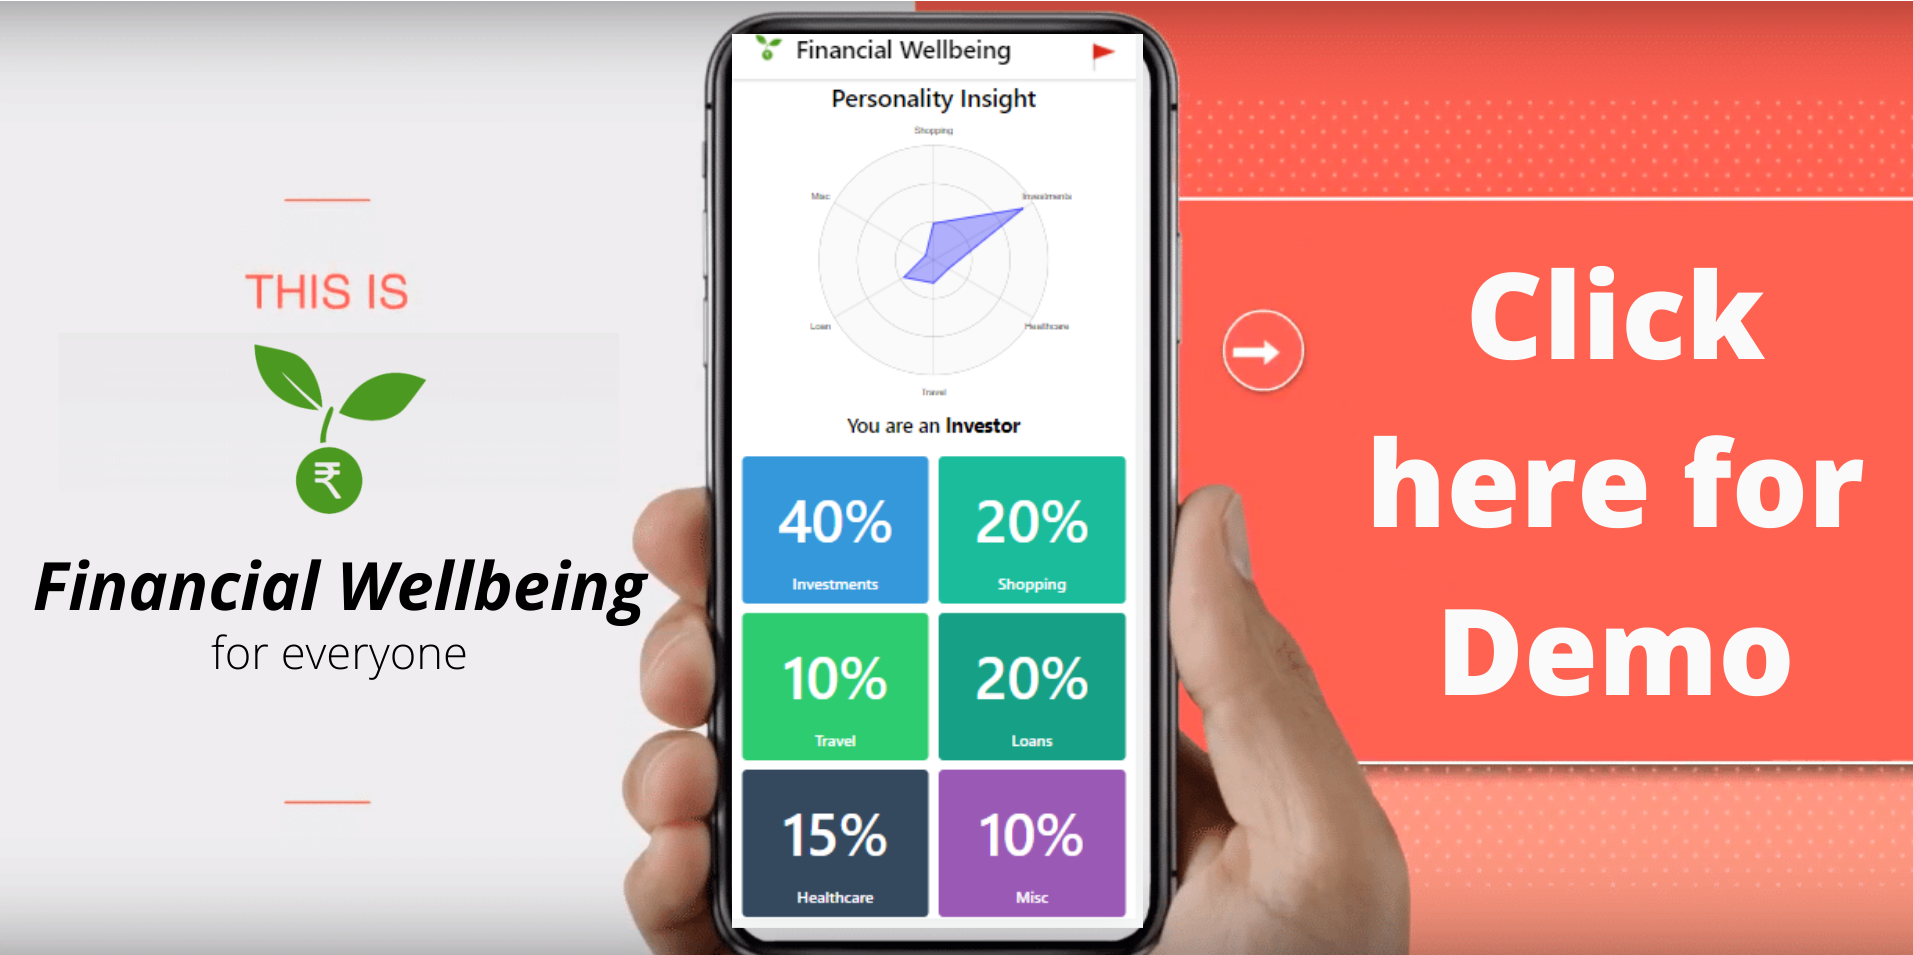 THIS IS
₹
Financial Wellbeing
for everyone
Financial Wellbeing
Personality Insight
Shopping
Misc
Investments
Loan
Healthcare
Travel
You are an Investor
40%
Investments
20%
Shopping
10%
Travel
20%
Loans
15%
Healthcare
10%
Misc
Click
here for
Demo